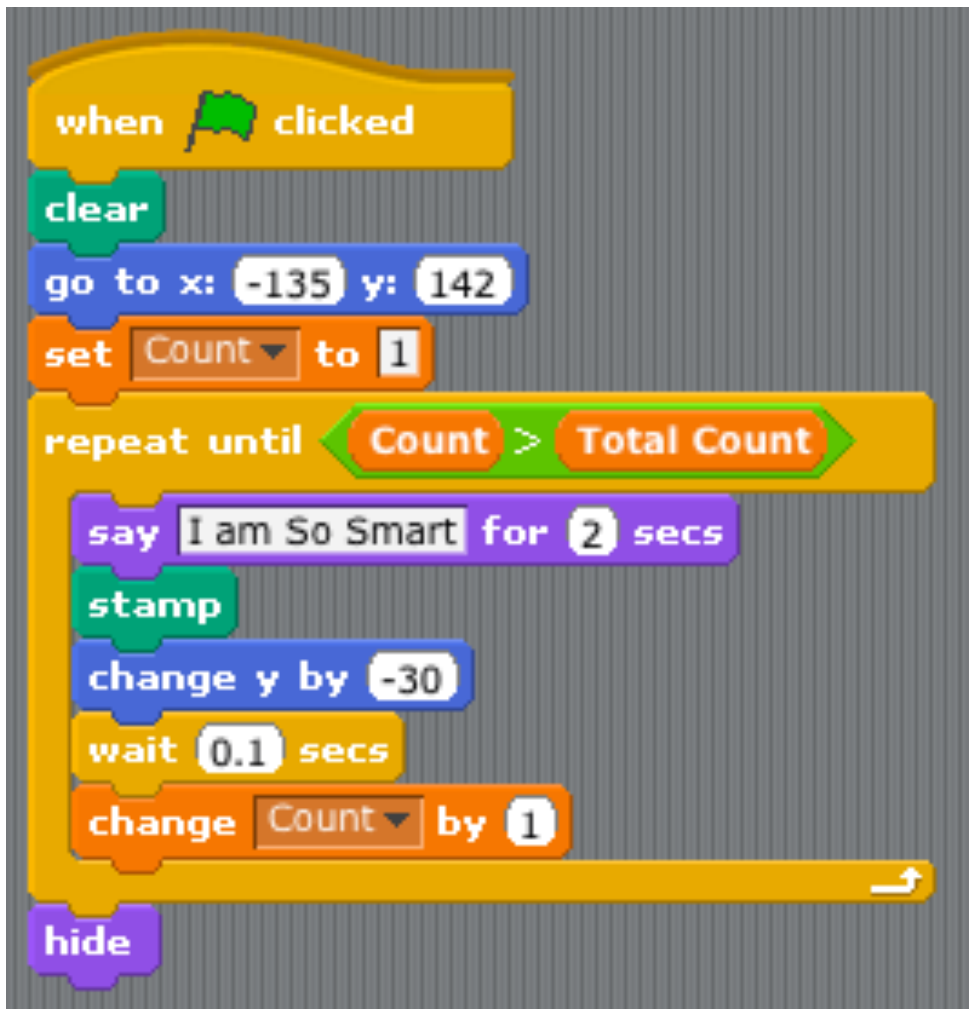 when clicked
clear
go to x: -135 y: 142
set Count to 1
repeat until Count > Total Count
say I am So Smart for 2 secs
stamp
change y by -30
wait 0.1 secs
change Count by 1
hide